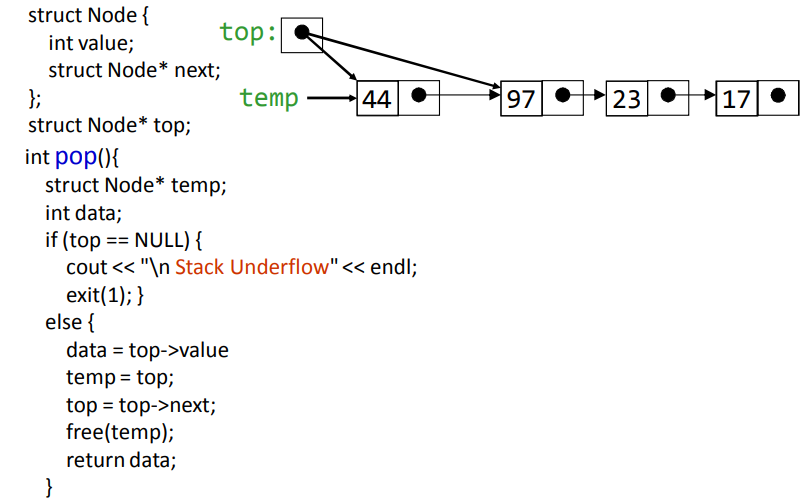 struct Node {
int value;
struct Node* next;
};
struct Node* top;
int pop(){
struct Node* temp;
int data;
if (top == NULL) {
cout << "\n Stack Underflow" << endl;
exit(1); }
else {
data = top->value
temp = top;
top = top->next;
free(temp);
return data;
}
top:
temp
44 97 23 17